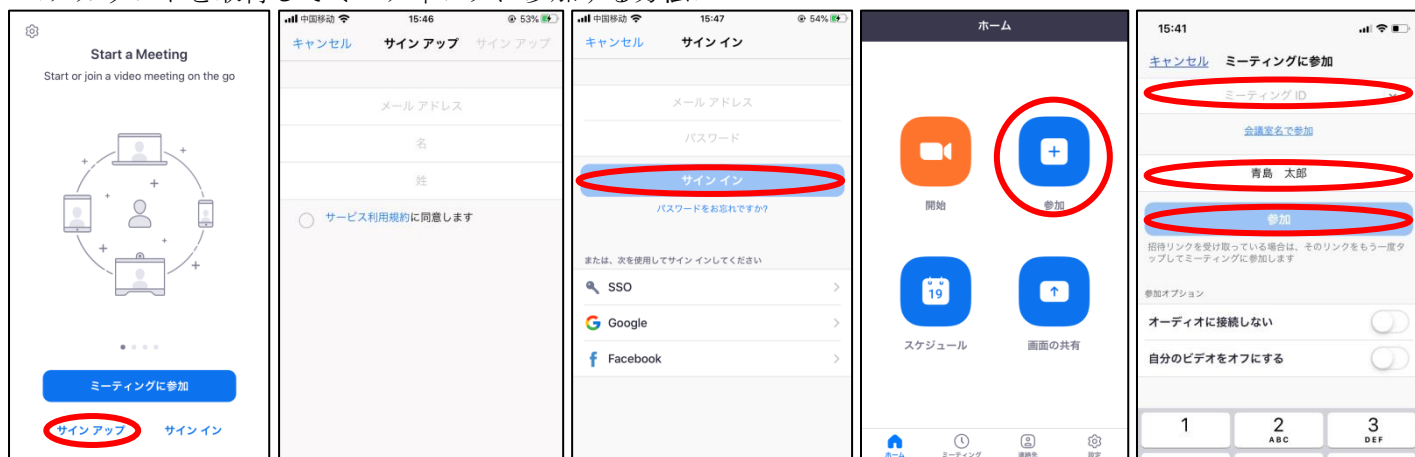 Start a Meeting
Start or join a video meeting on the go
ミーティングに参加
サイン アップ
サイン イン
中国移动
15:46
53%
キャンセル
サイン アップ
サイン アップ
メール アドレス
名
姓
サービス利用規約に同意します
中国移动
15:47
54%
キャンセル
サイン イン
メール アドレス
パスワード
サイン イン
パスワードをお忘れですか?
または、次を使用してサイン インしてください
SSO
Google
Facebook
ホーム
開始
参加
19
スケジュール
画面の共有
ホーム
ミーティング
連絡先
設定
15:41
キャンセル
ミーティングに参加
ミーティング ID
会議室名で参加
青島 太郎
参加
招待リンクを受け取っている場合は、そのリンクをもう一度タ
ップしてミーティングに参加します
参加オプション
オーディオに接続しない
自分のビデオをオフにする
1
2
ABC
3
DEF